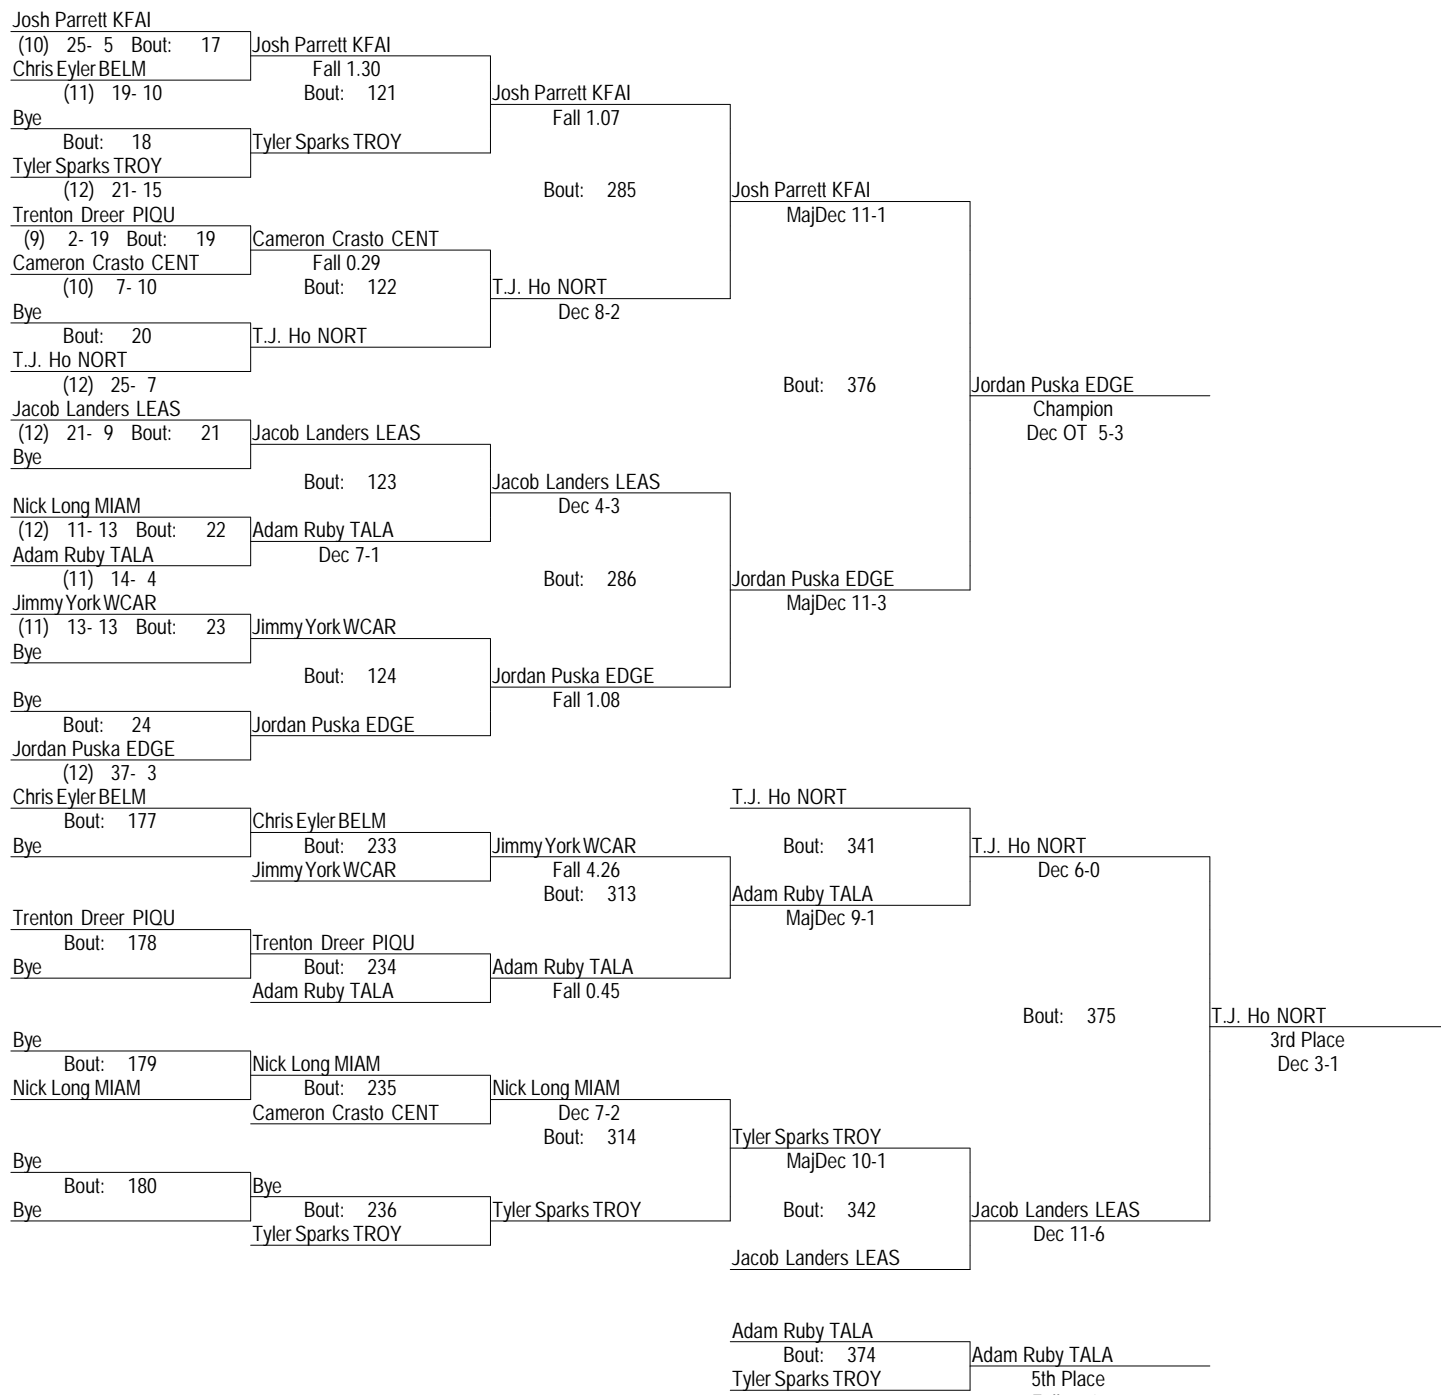 Josh Parrett KFAI
(10) 25- 5 Bout: 17 Josh Parrett KFAI
Chris Eyler BELM Fall 1.30
(11) 19- 10 Bout: 121 Josh Parrett KFAI
Bye Fall 1.07
Bout: 18 Tyler Sparks TROY
Tyler Sparks TROY
(12) 21- 15 Bout: 285 Josh Parrett KFAI
Trenton Dreer PIQU MajDec 11-1
(9) 2- 19 Bout: 19 Cameron Crasto CENT
Cameron Crasto CENT Fall 0.29
(10) 7- 10 Bout: 122 T.J. Ho NORT
Bye Dec 8-2
Bout: 20 T.J. Ho NORT
T.J. Ho NORT
(12) 25- 7 Bout: 376 Jordan Puska EDGE
Jacob Landers LEAS Champion
(12) 21- 9 Bout: 21 Jacob Landers LEAS Dec OT 5-3
Bye
Bout: 123 Jacob Landers LEAS
Nick Long MIAM Dec 4-3
(12) 11- 13 Bout: 22 Adam Ruby TALA
Adam Ruby TALA Dec 7-1
(11) 14- 4 Bout: 286 Jordan Puska EDGE
Jimmy York WCAR MajDec 11-3
(11) 13- 13 Bout: 23 Jimmy York WCAR
Bye
Bout: 124 Jordan Puska EDGE
Bye Fall 1.08
Bout: 24 Jordan Puska EDGE
Jordan Puska EDGE
(12) 37- 3
Chris Eyler BELM T.J. Ho NORT
Bout: 177 Chris Eyler BELM
Bye Bout: 233 Jimmy York WCAR Bout: 341 T.J. Ho NORT
Jimmy York WCAR Fall 4.26 Dec 6-0
Bout: 313 Adam Ruby TALA
Trenton Dreer PIQU MajDec 9-1
Bout: 178 Trenton Dreer PIQU
Bye Bout: 234 Adam Ruby TALA
Adam Ruby TALA Fall 0.45
Bout: 375 T.J. Ho NORT
Bye 3rd Place
Bout: 179 Nick Long MIAM Dec 3-1
Nick Long MIAM Bout: 235 Nick Long MIAM
Cameron Crasto CENT Dec 7-2
Bout: 314 Tyler Sparks TROY
Bye MajDec 10-1
Bout: 180 Bye
Bye Bout: 236 Tyler Sparks TROY Bout: 342 Jacob Landers LEAS
Tyler Sparks TROY Dec 11-6
Jacob Landers LEAS
Adam Ruby TALA
Bout: 374 Adam Ruby TALA
Tyler Sparks TROY 5th Place